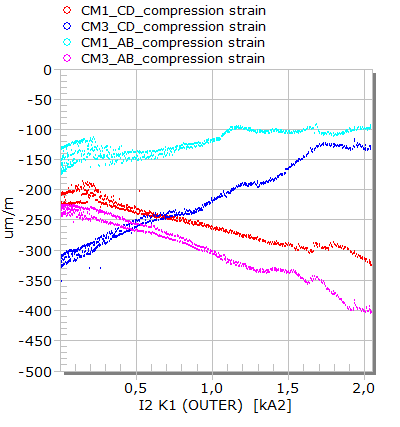 CM1_CD_compression strain
CM3_CD_compression strain
CM1_AB_compression strain
CM3_AB_compression strain
0
-50
-100
-150
-200
-250
-300
-350
-400
-450
-500
um/m
0,5 1,0 1,5 2,0
I2 K1 (OUTER) [kA2]